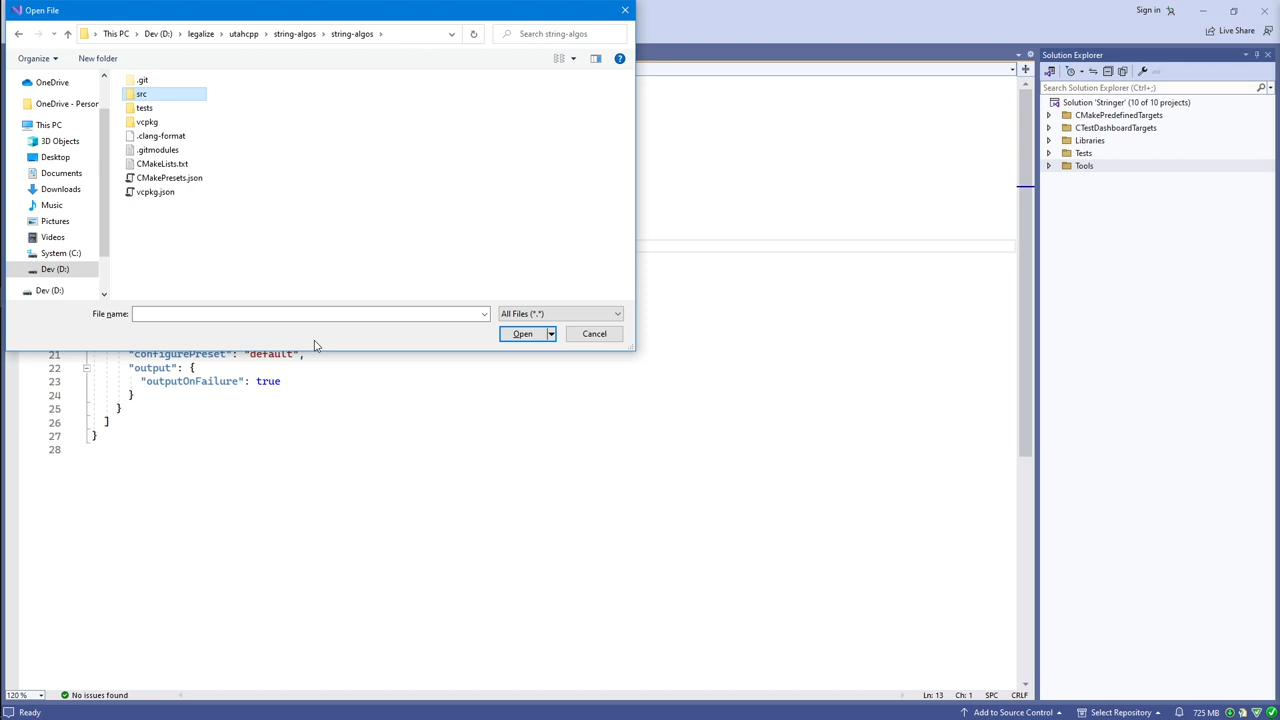 Open File
Sign in
This PC Dev (D:) legalize utahcpp string-algos string-algos
Search string-algos
Live Share
Organize
New folder
Solution Explorer
Search Solution Explorer (Ctrl+;)
Solution 'Stringer' (10 of 10 projects)
CMakePredefinedTargets
CTestDashboardTargets
Libraries
Tests
Tools
OneDrive
OneDrive - Person
This PC
3D Objects
Desktop
Documents
Downloads
Music
Pictures
Videos
System (C:)
Dev (D:)
Dev (D:)
.git
src
tests
vcpkg
.clang-format
.gitmodules
CMakeLists.txt
CMakePresets.json
vcpkg.json
File name:
All Files (*.*)
Open
Cancel
21 "configurePreset": "default",
22 "output": {
23 "outputOnFailure": true
24 }
25 }
26 ]
27 }
28
120 %
No issues found
Ln: 13 Ch: 1 SPC CRLF
Ready
Add to Source Control
Select Repository
725 MB